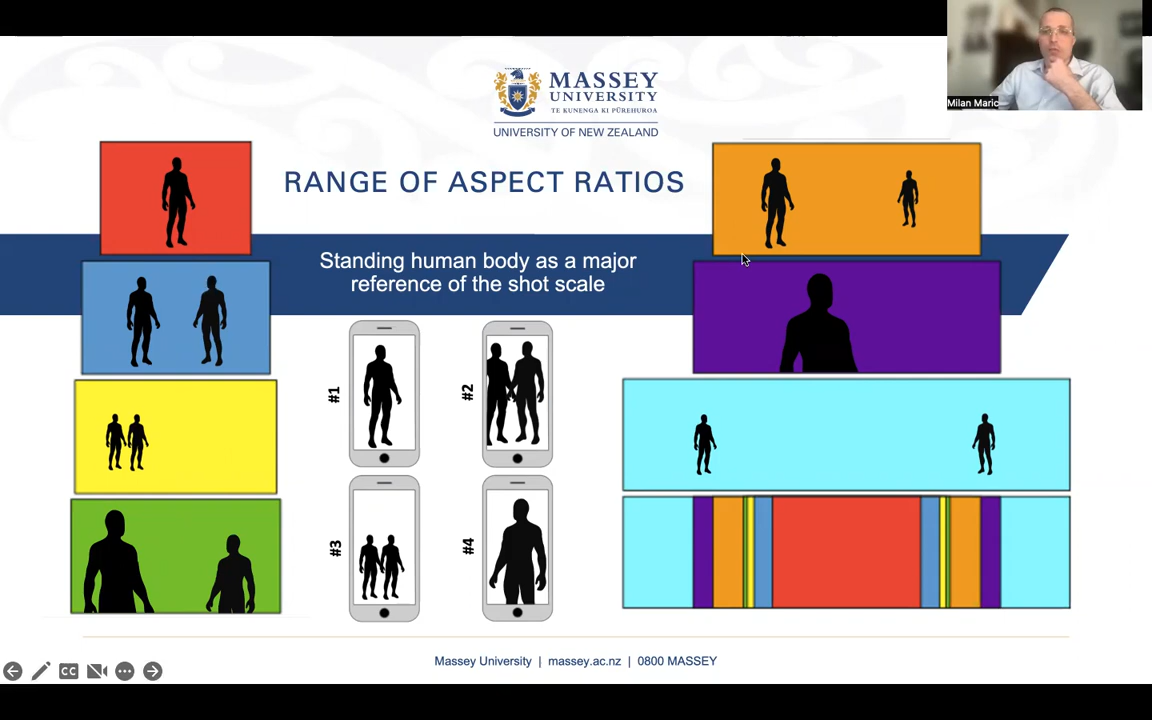 Milan Maric
MASSEY
UNIVERSITY
TE KUNENGA KI PŪREHUROA
UNIVERSITY OF NEW ZEALAND
RANGE OF ASPECT RATIOS
Standing human body as a major
reference of the shot scale
#1
#2
#3
#4
CC
Massey University | massey.ac.nz | 0800 MASSEY